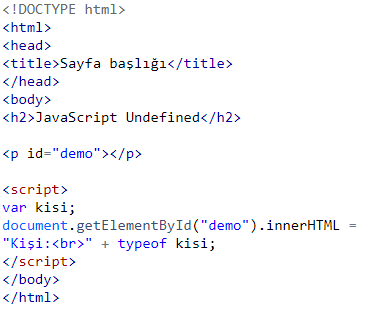 <!DOCTYPE html>
<html>
<head>
<title>Sayfa başlığı</title>
</head>
<body>
<h2>JavaScript Undefined</h2>
<p id="demo"></p>
<script>
var kisi;
document.getElementById("demo").innerHTML =
"Kişi:<br>" + typeof kisi;
</script>
</body>
</html>